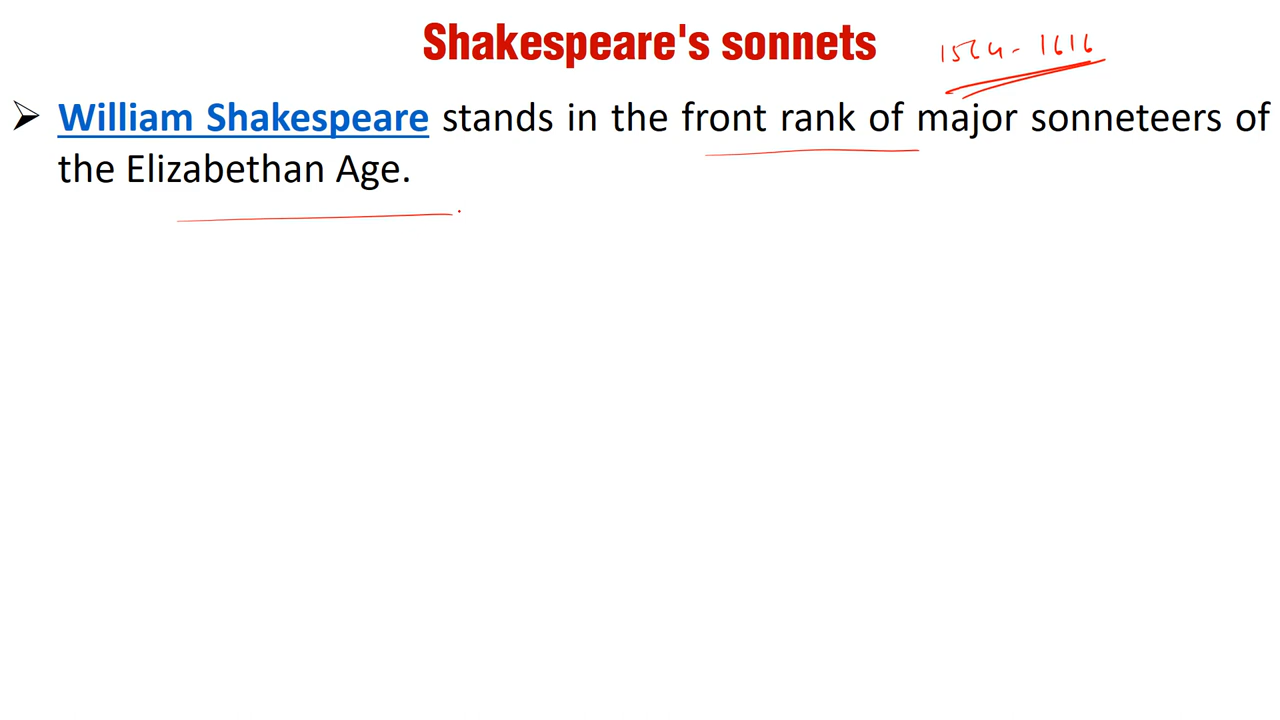 Shakespeare's sonnets
1564 - 1616
➢ William Shakespeare stands in the front rank of major sonneteers of
the Elizabethan Age.